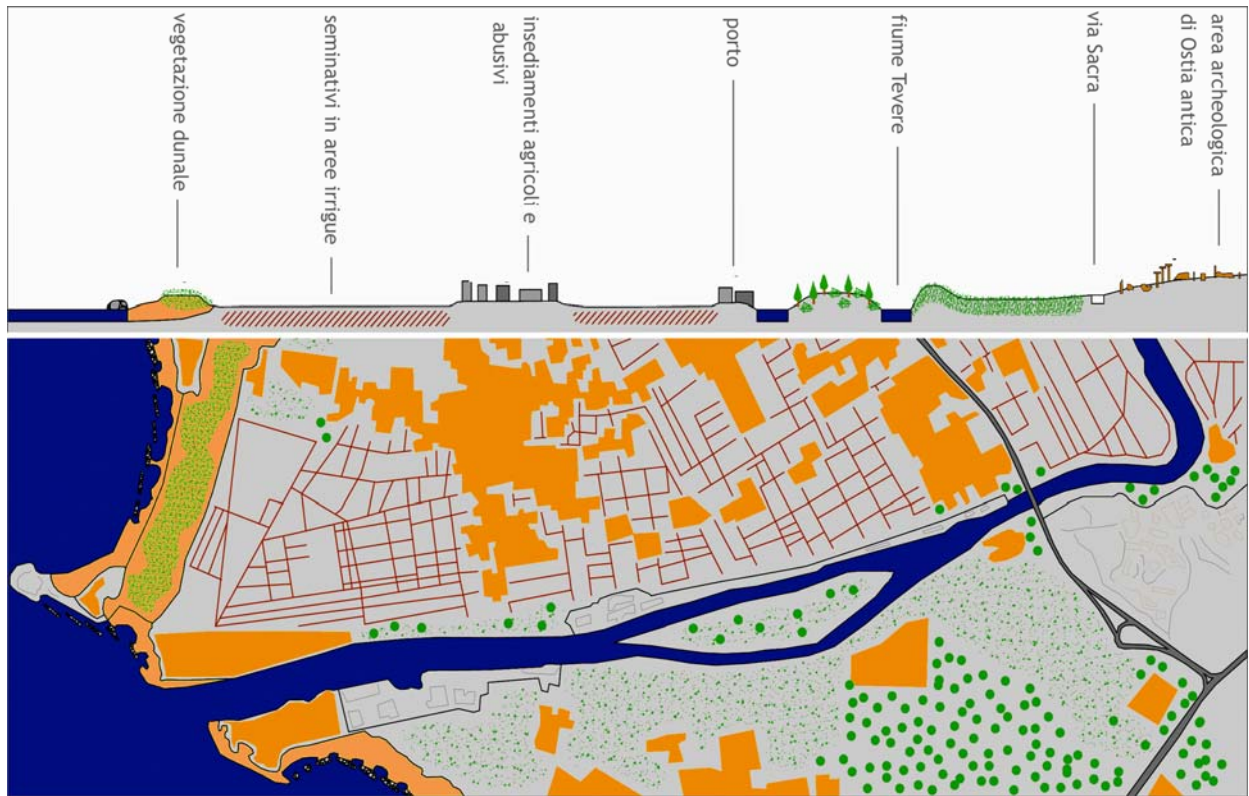 vegetazione dunale
seminativi in aree irrigue
insediamenti agricoli e
abusivi
porto
fiume Tevere
via Sacra
area archeologica
di Ostia antica